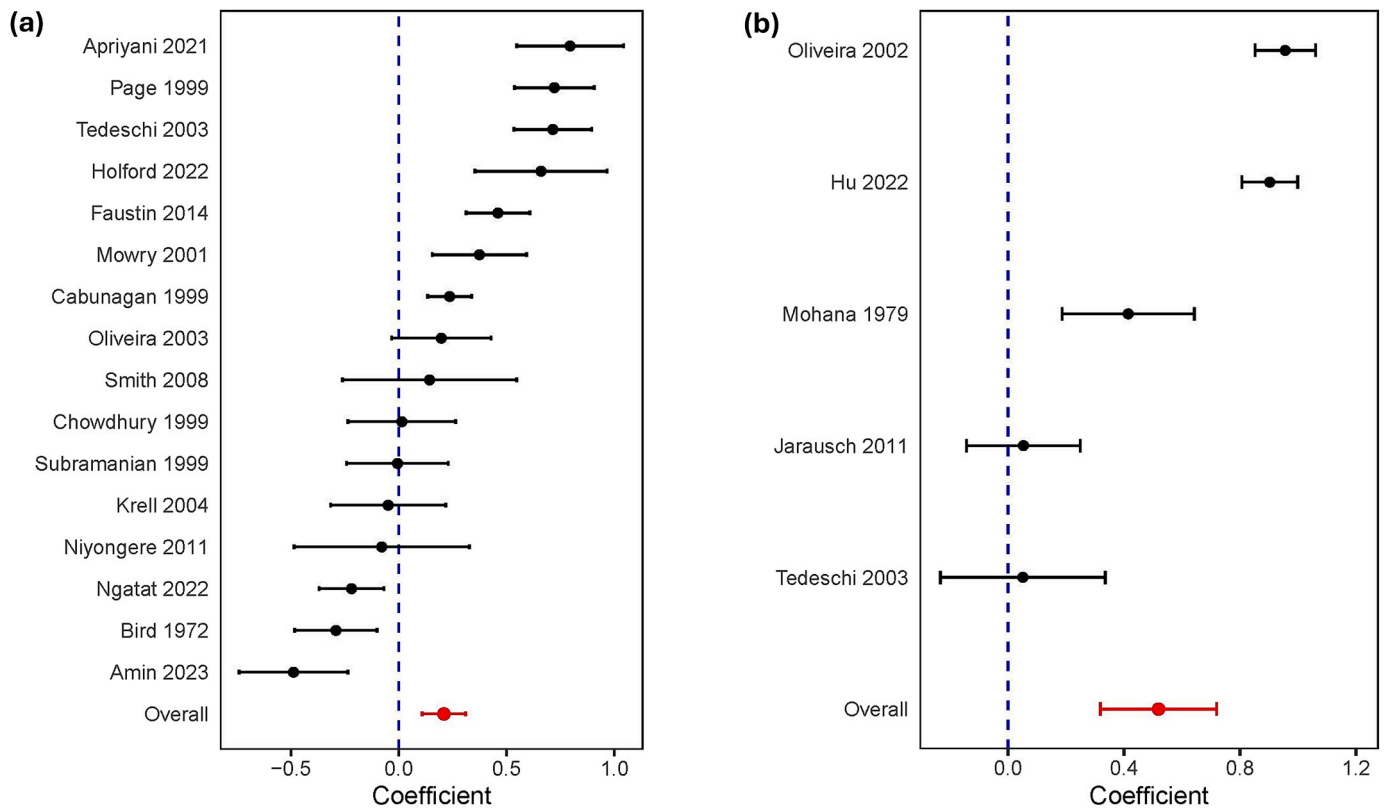 (a)
Apriyani 2021
Page 1999
Tedeschi 2003
Holford 2022
Faustin 2014
Mowry 2001
Cabunagan 1999
Oliveira 2003
Smith 2008
Chowdhury 1999
Subramanian 1999
Krell 2004
Niyongere 2011
Ngatat 2022
Bird 1972
Amin 2023
Overall
−0.5 0.0 0.5 1.0
Coefficient
(b)
Oliveira 2002
Hu 2022
Mohana 1979
Jarausch 2011
Tedeschi 2003
Overall
0.0 0.4 0.8 1.2
Coefficient